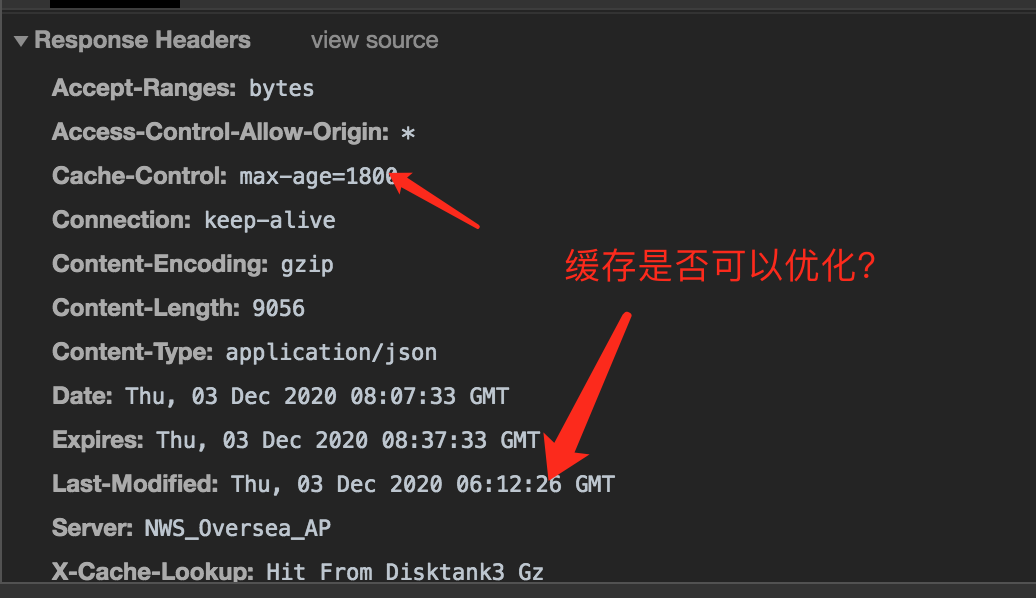 Response Headers view source
Accept-Ranges: bytes
Access-Control-Allow-Origin: *
Cache-Control: max-age=1800
Connection: keep-alive
Content-Encoding: gzip
缓存是否可以优化?
Content-Length: 9056
Content-Type: application/json
Date: Thu, 03 Dec 2020 08:07:33 GMT
Expires: Thu, 03 Dec 2020 08:37:33 GMT
Last-Modified: Thu, 03 Dec 2020 06:12:26 GMT
Server: NWS_Oversea_AP
X-Cache-Lookup: Hit From Disktank3 Gz